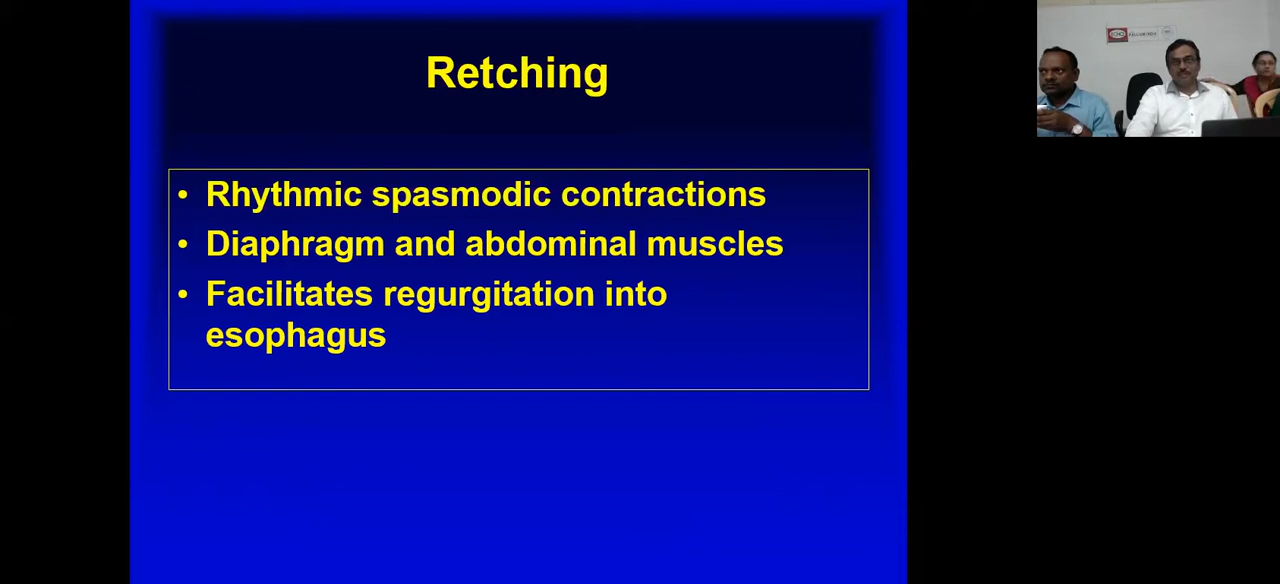 Retching
• Rhythmic spasmodic contractions
• Diaphragm and abdominal muscles
• Facilitates regurgitation into
esophagus